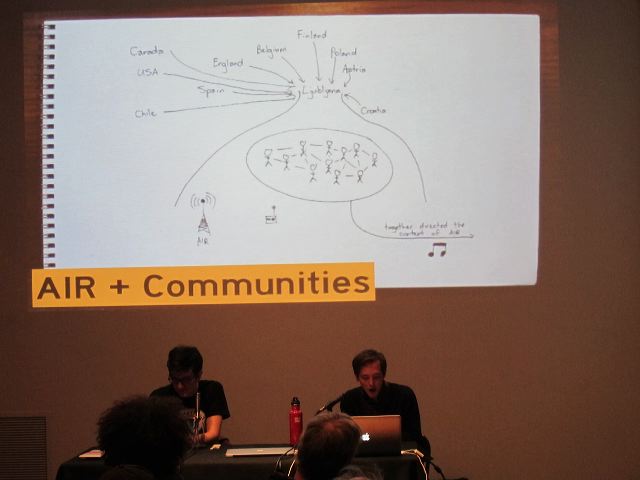 Finland
Belgium
Poland
Canada
England
Austria
USA
Spain
Ljubljana
Chile
Croatia
together directed the
content of AIR
AIR
AIR + Communities